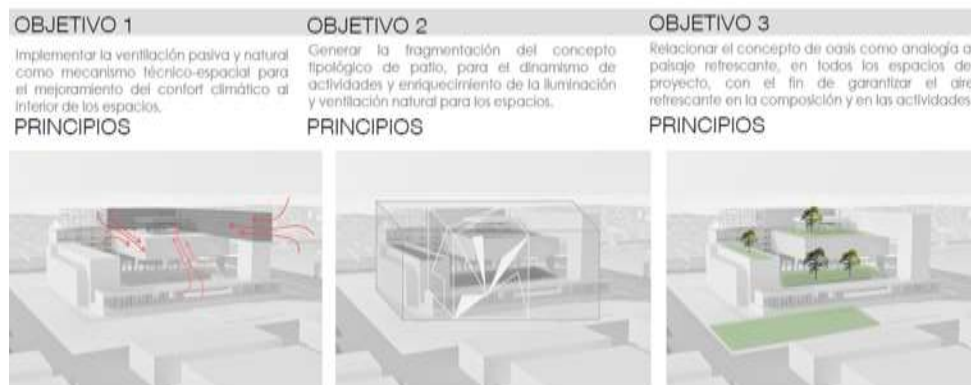 OBJETIVO 1
Implementar la ventilación pasiva y natural
como mecanismo técnico-espacial para
el mejoramiento del confort climático al
interior de los espacios.
PRINCIPIOS
OBJETIVO 2
Generar la fragmentación del concepto
tipológico de patio, para el dinamismo de
actividades y enriquecimiento de la iluminación
y ventilación natural para los espacios.
PRINCIPIOS
OBJETIVO 3
Relacionar el concepto de oasis como analogía a
paisaje refrescante, en todos los espacios de
proyecto, con el fin de garantizar el aire
refrescante en la composición y en las actividades
PRINCIPIOS